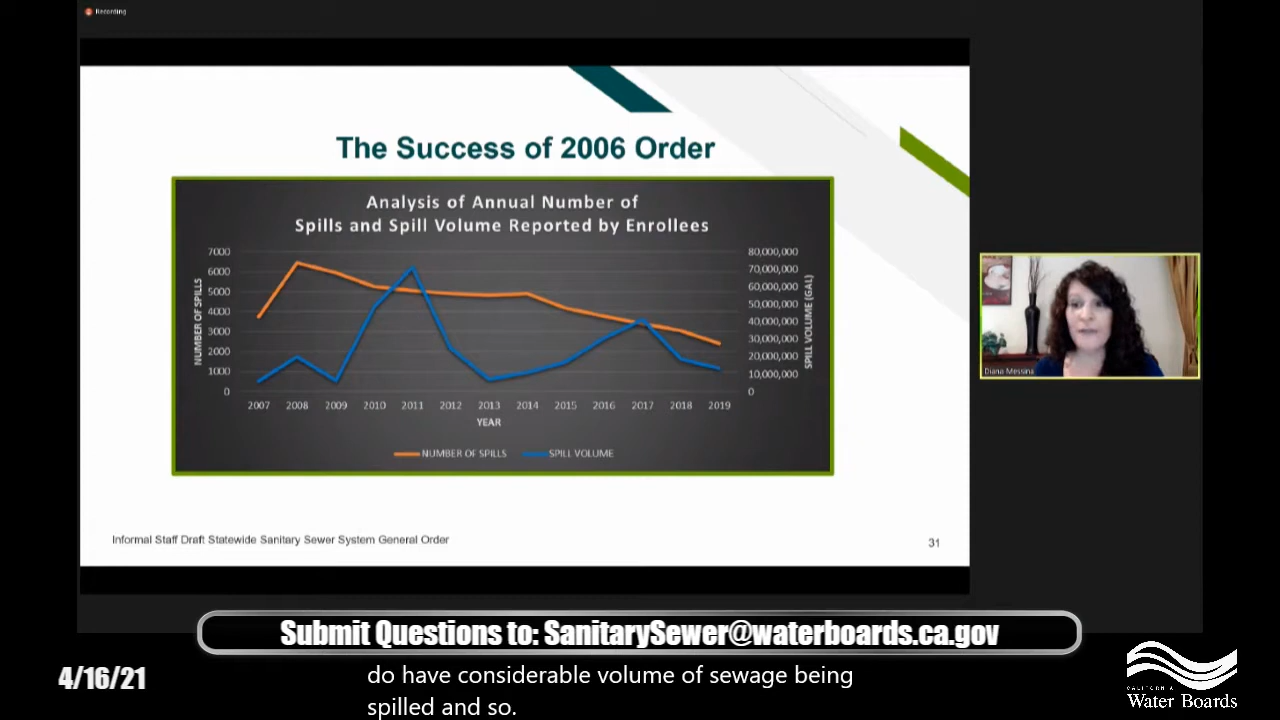 Recording
The Success of 2006 Order
Analysis of Annual Number of
Spills and Spill Volume Reported by Enrollees
NUMBER OF SPILLS
7000
6000
5000
4000
3000
2000
1000
0
80,000,000
70,000,000
60,000,000
50,000,000
40,000,000
30,000,000
20,000,000
10,000,000
0
SPILL VOLUME (GAL)
2007 2008 2009 2010 2011 2012 2013 2014 2015 2016 2017 2018 2019
YEAR
NUMBER OF SPILLS SPILL VOLUME
Informal Staff Draft Statewide Sanitary Sewer System General Order
31
Diana Messina
Submit Questions to: SanitarySewer@waterboards.ca.gov
4/16/21
do have considerable volume of sewage being
spilled and so.
CALIFORNIA
Water Boards